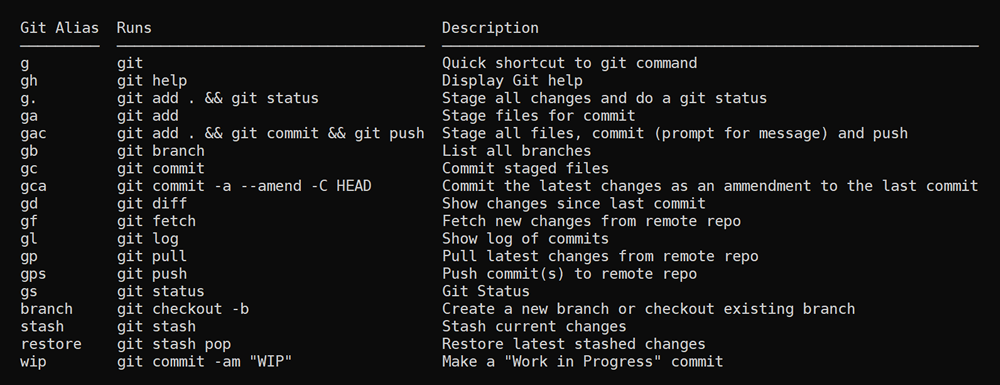 Git Alias  Runs                                 Description
g          git                                  Quick shortcut to git command
gh         git help                             Display Git help
g.         git add . && git status              Stage all changes and do a git status
ga         git add                              Stage files for commit
gac        git add . && git commit && git push  Stage all files, commit (prompt for message) and push
gb         git branch                           List all branches
gc         git commit                           Commit staged files
gca        git commit -a --amend -C HEAD        Commit the latest changes as an ammendment to the last commit
gd         git diff                             Show changes since last commit
gf         git fetch                            Fetch new changes from remote repo
gl         git log                              Show log of commits
gp         git pull                             Pull latest changes from remote repo
gps        git push                             Push commit(s) to remote repo
gs         git status                           Git Status
branch     git checkout -b                      Create a new branch or checkout existing branch
stash      git stash                            Stash current changes
restore    git stash pop                        Restore latest stashed changes
wip        git commit -am "WIP"                 Make a "Work in Progress" commit